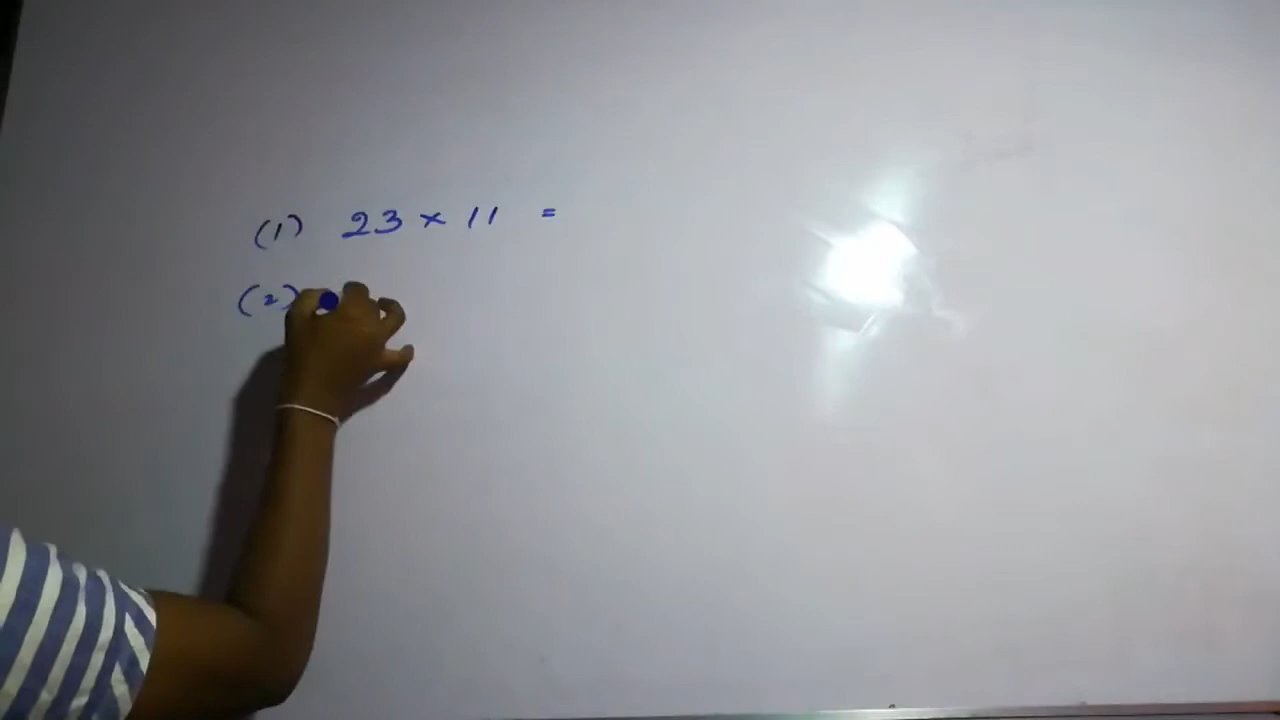 (1) 23 × 11 =
(2)